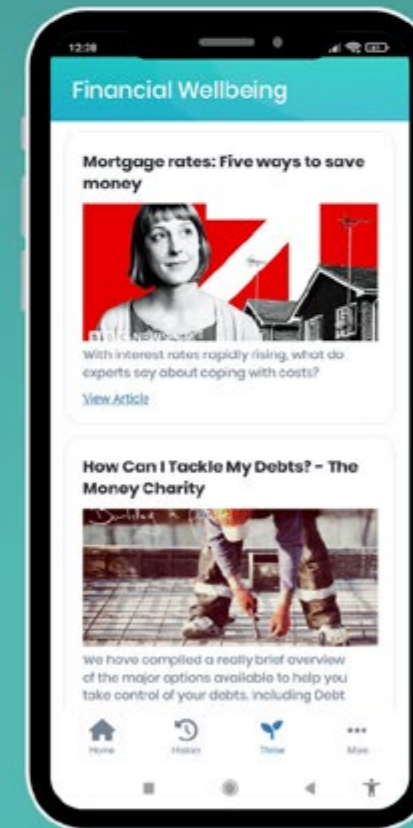 12:38
Financial Wellbeing
Mortgage rates: Five ways to save
money
With interest rates rapidly rising, what do
experts say about coping with costs?
View Article
How Can I Tackle My Debts? - The
Money Charity
We have compiled a really brief overview
of the major options available to help you
take control of your debts, including Debt
Home
History
Thrive
More